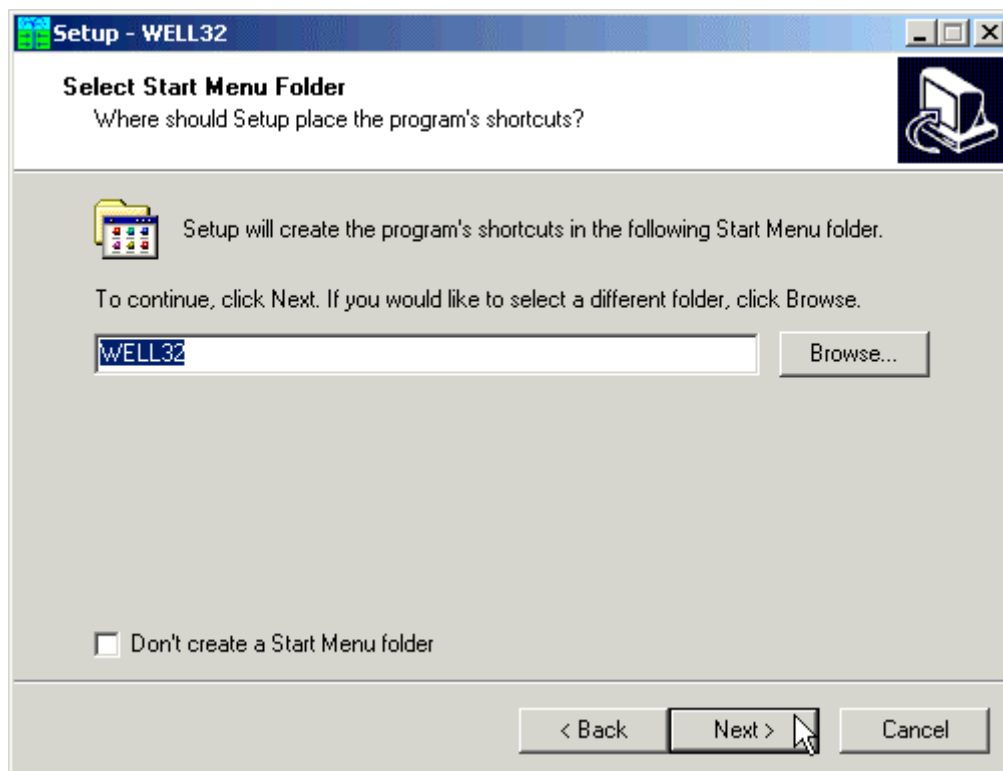 Setup - WELL32
Select Start Menu Folder
Where should Setup place the program's shortcuts?
Setup will create the program's shortcuts in the following Start Menu folder.
To continue, click Next. If you would like to select a different folder, click Browse.
WELL32
Browse...
Don't create a Start Menu folder
< Back
Next >
Cancel